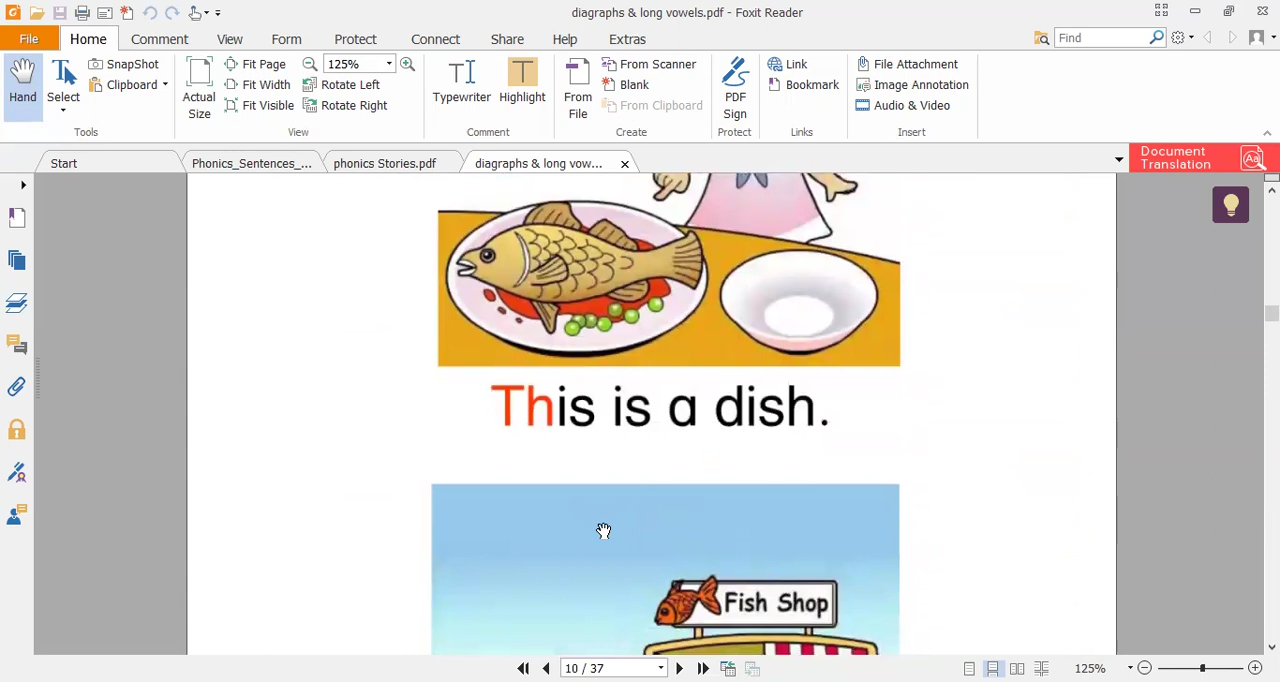 diagraphs & long vowels.pdf - Foxit Reader
File Home Comment View Form Protect Connect Share Help Extras Find
Hand Select SnapShot Clipboard
Tools
Actual Size Fit Page Fit Width Fit Visible 125% Rotate Left Rotate Right
View
Typewriter Highlight
Comment
From File From Scanner Blank From Clipboard
Create
PDF Sign
Protect
Link Bookmark
Links
File Attachment Image Annotation Audio & Video
Insert
Start Phonics_Sentences_... phonics Stories.pdf diagraphs & long vow...
Document Translation
This is a dish.
Fish Shop
10 / 37 125%